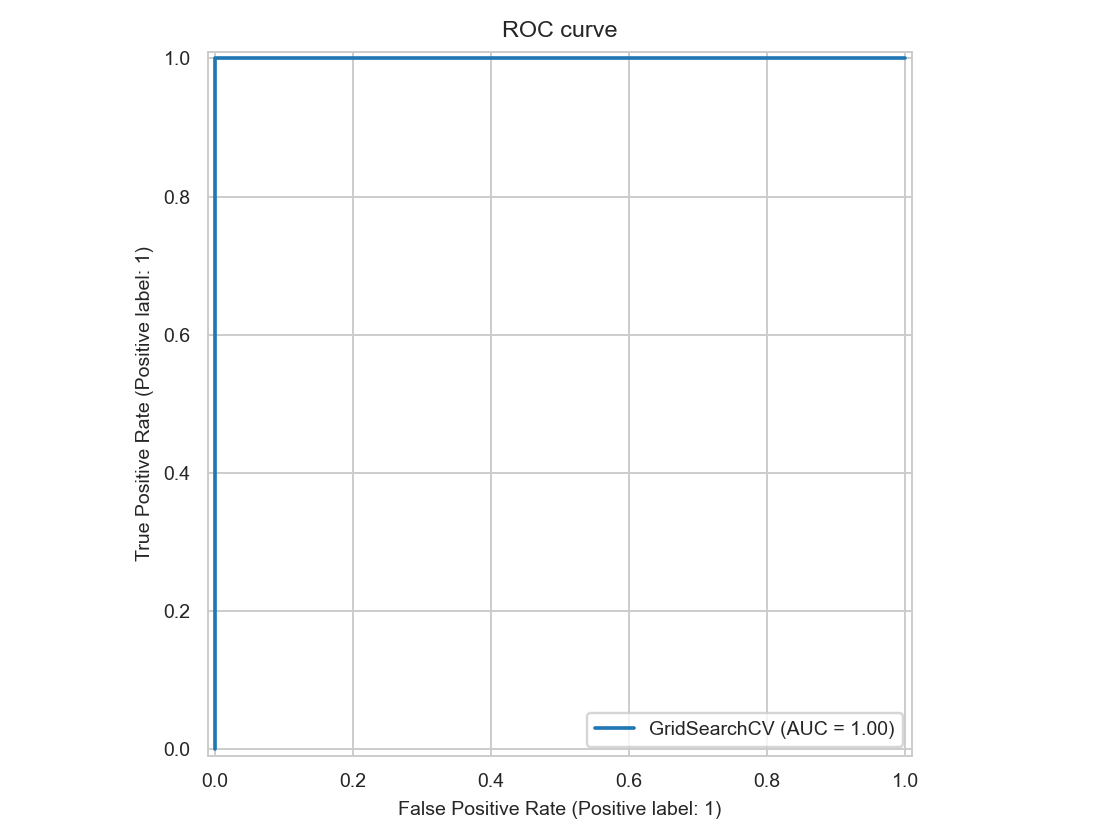 ROC curve
1.0
0.8
0.6
0.4
0.2
0.0
True Positive Rate (Positive label: 1)
GridSearchCV (AUC = 1.00)
0.0 0.2 0.4 0.6 0.8 1.0
False Positive Rate (Positive label: 1)